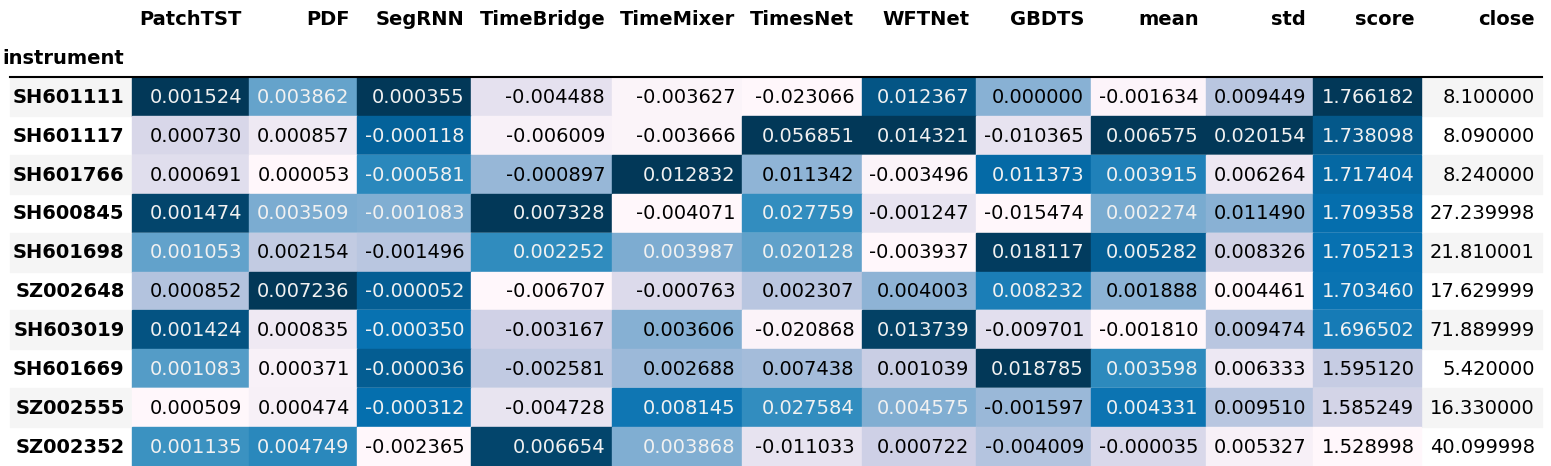 PatchTST PDF SegRNN TimeBridge TimeMixer TimesNet WFTNet GBDTS mean std score close
instrument
SH601111 0.001524 0.003862 0.000355 -0.004488 -0.003627 -0.023066 0.012367 0.000000 -0.001634 0.009449 1.766182 8.100000
SH601117 0.000730 0.000857 -0.000118 -0.006009 -0.003666 0.056851 0.014321 -0.010365 0.006575 0.020154 1.738098 8.090000
SH601766 0.000691 0.000053 -0.000581 -0.000897 0.012832 0.011342 -0.003496 0.011373 0.003915 0.006264 1.717404 8.240000
SH600845 0.001474 0.003509 -0.001083 0.007328 -0.004071 0.027759 -0.001247 -0.015474 0.002274 0.011490 1.709358 27.239998
SH601698 0.001053 0.002154 -0.001496 0.002252 0.003987 0.020128 -0.003937 0.018117 0.005282 0.008326 1.705213 21.810001
SZ002648 0.000852 0.007236 -0.000052 -0.006707 -0.000763 0.002307 0.004003 0.008232 0.001888 0.004461 1.703460 17.629999
SH603019 0.001424 0.000835 -0.000350 -0.003167 0.003606 -0.020868 0.013739 -0.009701 -0.001810 0.009474 1.696502 71.889999
SH601669 0.001083 0.000371 -0.000036 -0.002581 0.002688 0.007438 0.001039 0.018785 0.003598 0.006333 1.595120 5.420000
SZ002555 0.000509 0.000474 -0.000312 -0.004728 0.008145 0.027584 0.004575 -0.001597 0.004331 0.009510 1.585249 16.330000
SZ002352 0.001135 0.004749 -0.002365 0.006654 0.003868 -0.011033 0.000722 -0.004009 -0.000035 0.005327 1.528998 40.099998